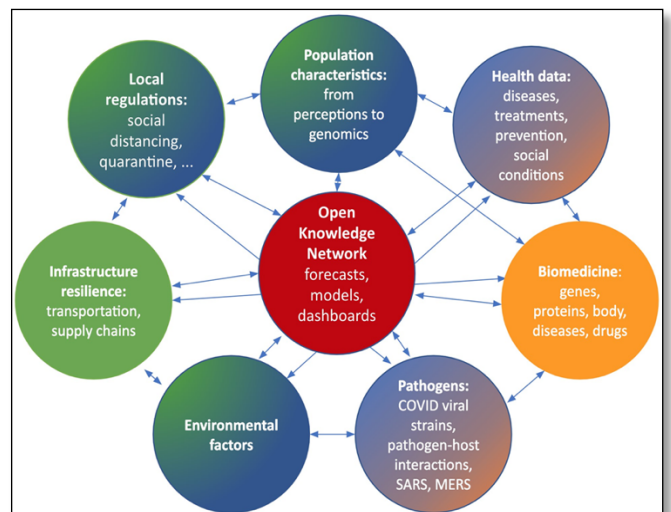 Population
characteristics:
from
perceptions to
genomics
Local
regulations:
social
distancing,
quarantine, ...
Health data:
diseases,
treatments,
prevention,
social
conditions
Open
Knowledge
Network
forecasts,
models,
dashboards
Infrastructure
resilience:
transportation,
supply chains
Biomedicine:
genes,
proteins, body,
diseases, drugs
Environmental
factors
Pathogens:
COVID viral
strains,
pathogen-host
interactions,
SARS, MERS